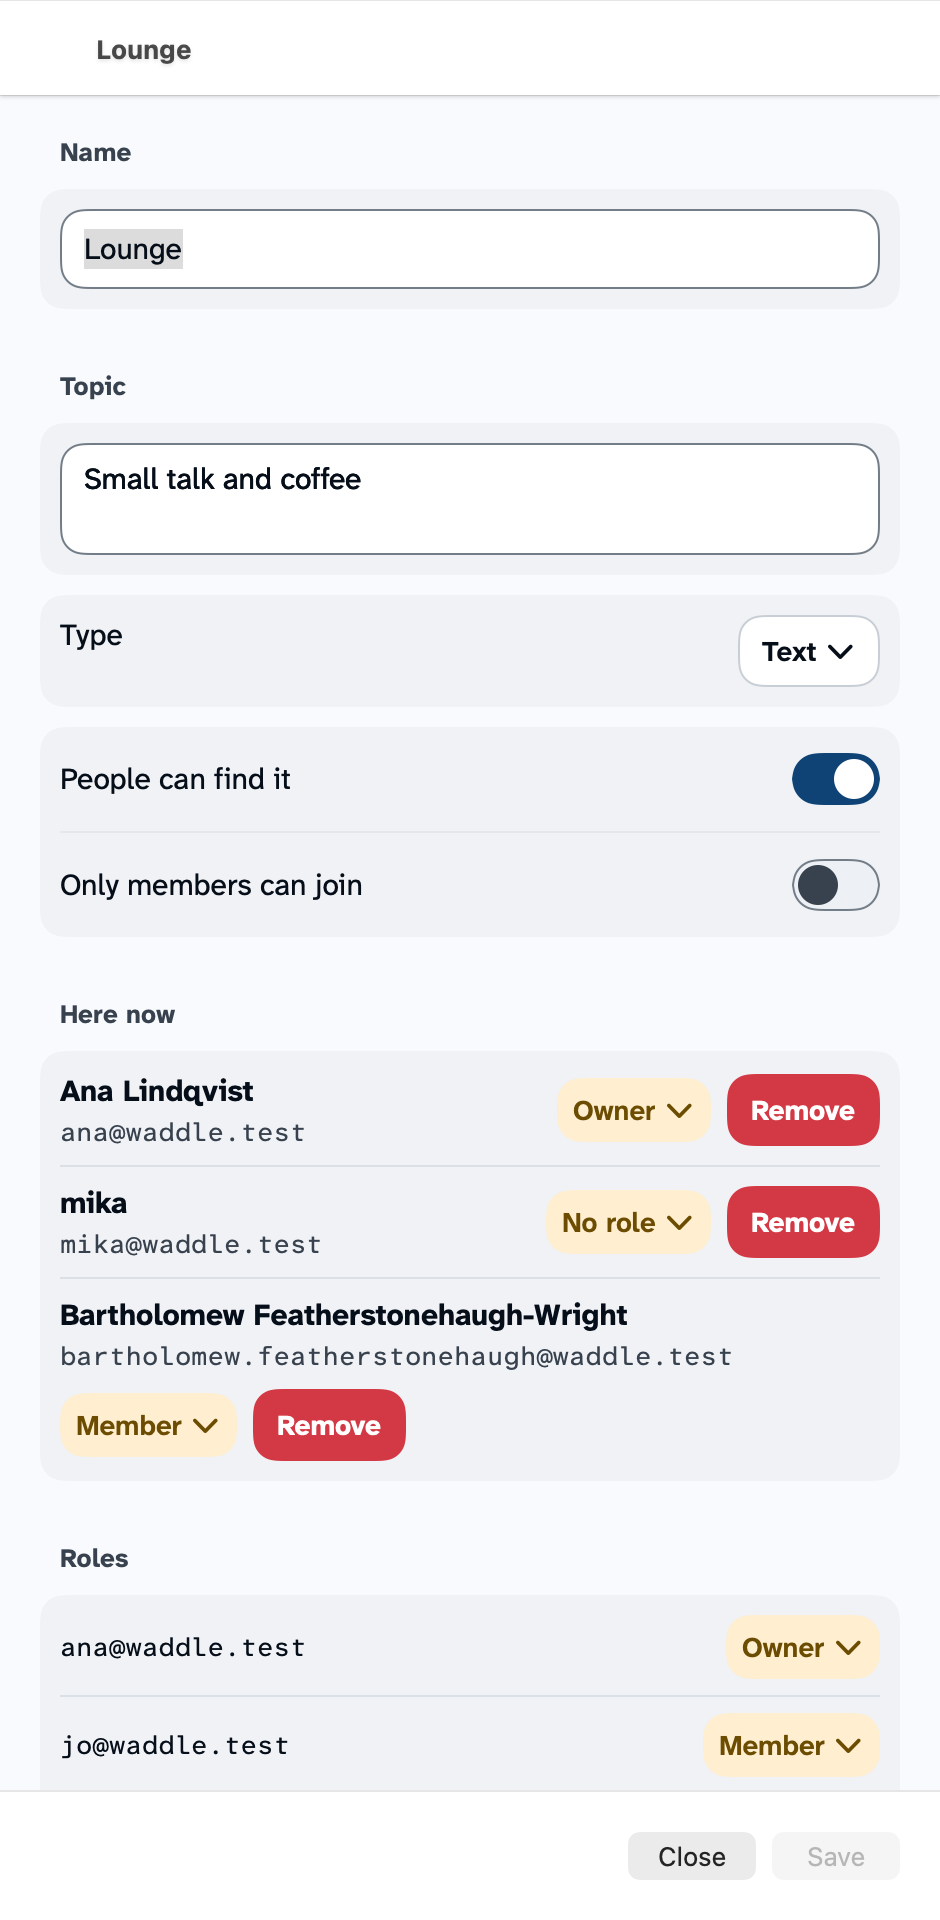 Lounge
Name
Lounge
Topic
Small talk and coffee
Type
Text
People can find it
Only members can join
Here now
Ana Lindqvist
ana@waddle.test
Owner
Remove
mika
mika@waddle.test
No role
Remove
Bartholomew Featherstonehaugh-Wright
bartholomew.featherstonehaugh@waddle.test
Member
Remove
Roles
ana@waddle.test
Owner
jo@waddle.test
Member
Close
Save